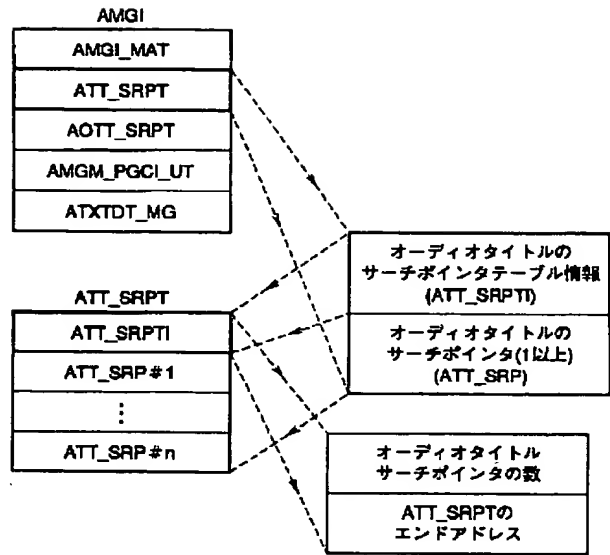 AMGI
AMGI_MAT
ATT_SRPT
AOTT_SRPT
AMGM_PGCI_UT
ATXTDT_MG
オーディオタイトルの
サーチポインタテーブル情報
(ATT_SRPTI)
オーディオタイトルの
サーチポインタ(1以上)
(ATT_SRP)
ATT_SRPT
ATT_SRPTI
ATT_SRP#1
⋮
ATT_SRP#n
オーディオタイトル
サーチポインタの数
ATT_SRPTの
エンドアドレス